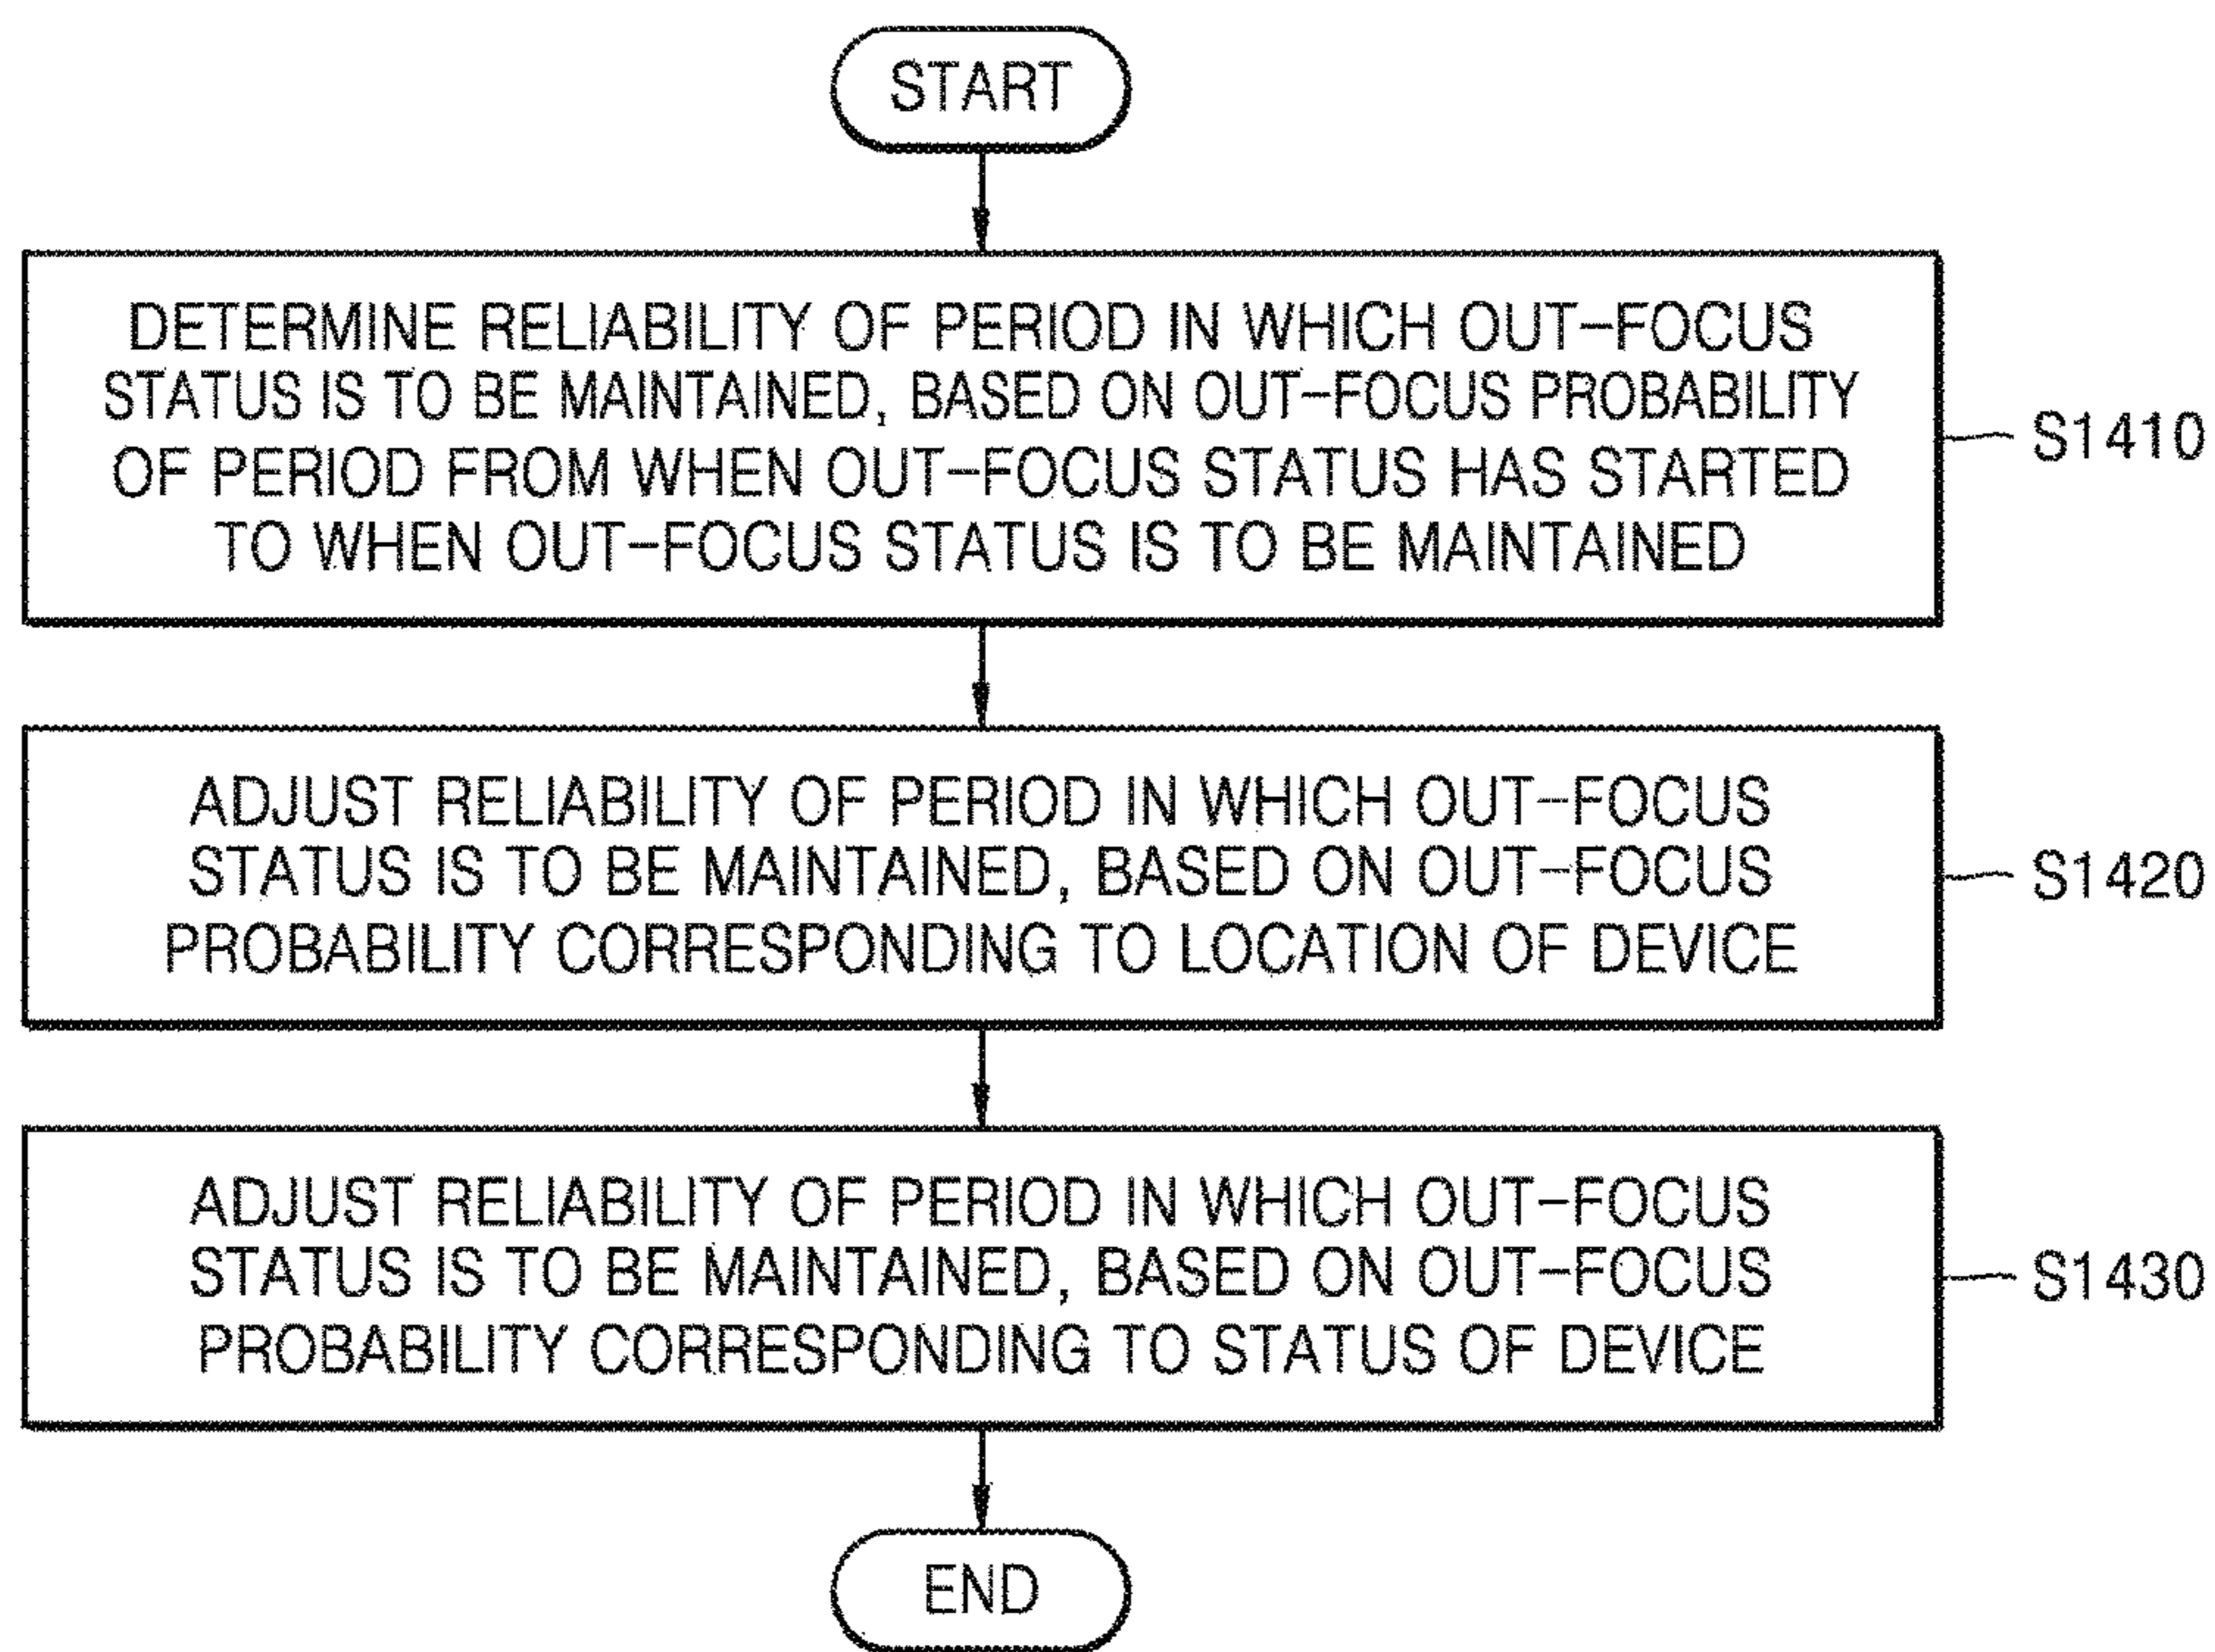 START
DETERMINE RELIABILITY OF PERIOD IN WHICH OUT-FOCUS
STATUS IS TO BE MAINTAINED, BASED ON OUT-FOCUS PROBABILITY
OF PERIOD FROM WHEN OUT-FOCUS STATUS HAS STARTED
TO WHEN OUT-FOCUS STATUS IS TO BE MAINTAINED
S1410
ADJUST RELIABILITY OF PERIOD IN WHICH OUT-FOCUS
STATUS IS TO BE MAINTAINED, BASED ON OUT-FOCUS
PROBABILITY CORRESPONDING TO LOCATION OF DEVICE
S1420
ADJUST RELIABILITY OF PERIOD IN WHICH OUT-FOCUS
STATUS IS TO BE MAINTAINED, BASED ON OUT-FOCUS
PROBABILITY CORRESPONDING TO STATUS OF DEVICE
S1430
END